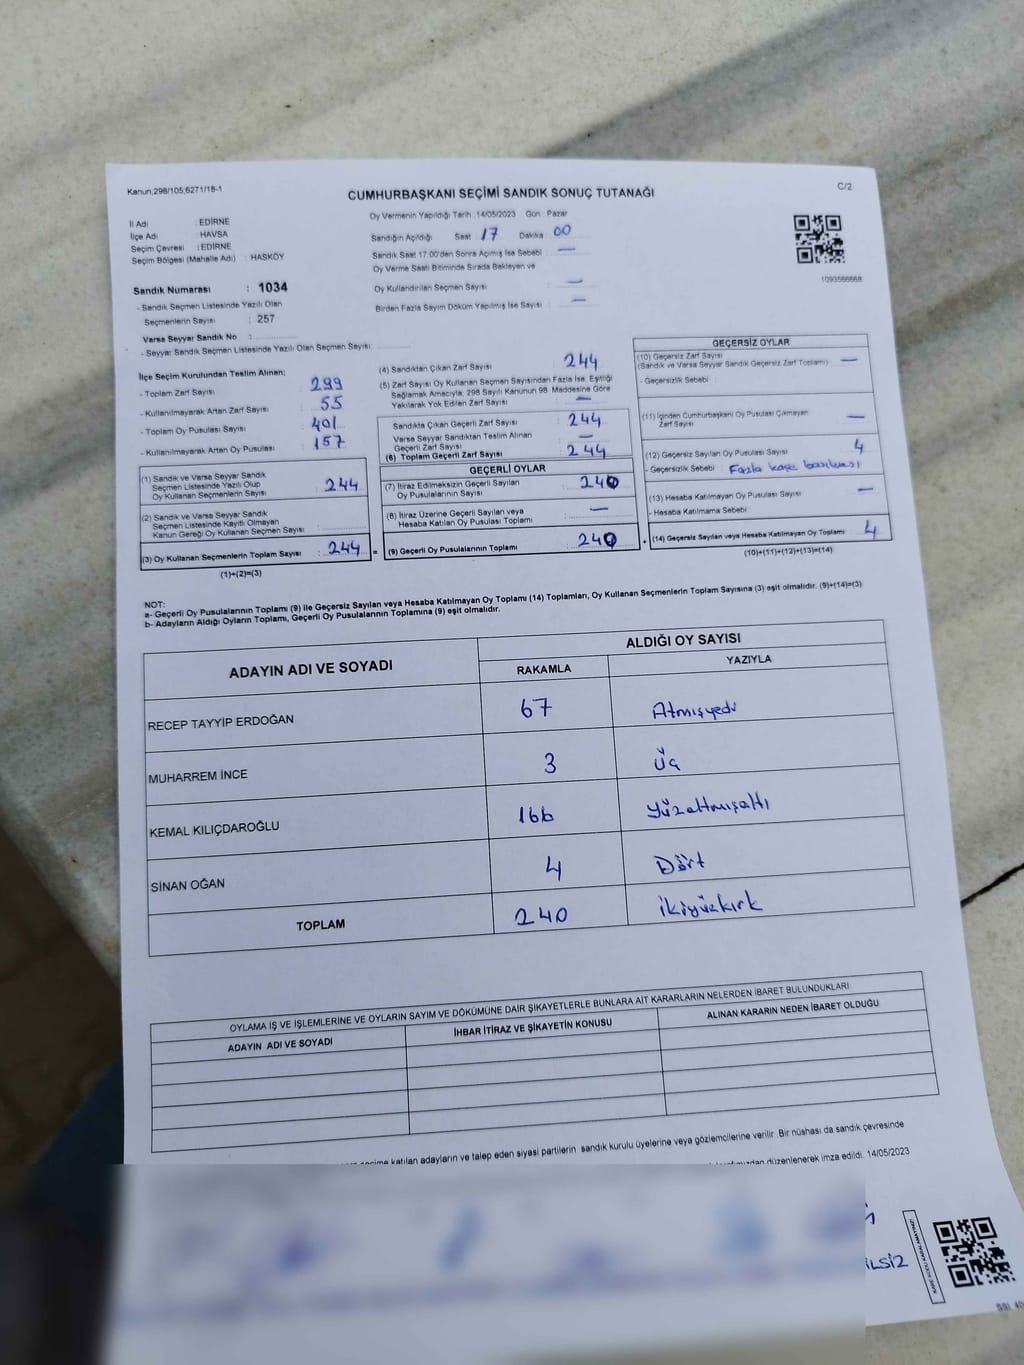 Kanun;298/105;6271/18-1
CUMHURBAŞKANI SEÇİMİ SANDIK SONUÇ TUTANAĞI
C/2
İl Adı : EDİRNE
İlçe Adı : HAVSA
Seçim Çevresi : EDİRNE
Seçim Bölgesi (Mahalle Adı) : HASKÖY
Oy Vermenin Yapıldığı Tarih : 14/05/2023 Gün : Pazar
Sandığın Açıldığı Saat 17 Dakika 00
Sandık Saat 17.00'den Sonra Açımış İse Sebebi : —
Oy Verme Saati Bitiminde Sırada Bekleyen ve
Oy Kullandırılan Seçmen Sayısı : —
Birden Fazla Sayım Döküm Yapılmış İse Sayısı : —
1093566668
Sandık Numarası : 1034
- Sandık Seçmen Listesinde Yazılı Olan
Seçmenlerin Sayısı : 257
Varsa Seyyar Sandık No :
- Seyyar Sandık Seçmen Listesinde Yazılı Olan Seçmen Sayısı:
İlçe Seçim Kurulundan Teslim Alınan;
- Toplam Zarf Sayısı : 299
- Kullanılmayarak Artan Zarf Sayısı : 55
- Toplam Oy Pusulası Sayısı : 401
- Kullanılmayarak Artan Oy Pusulası : 157
(4) Sandıktan Çıkan Zarf Sayısı : 244
(5) Zarf Sayısı Oy Kullanan Seçmen Sayısından Fazla İse, Eşitliği
Sağlamak Amacıyla; 298 Sayılı Kanunun 98. Maddesine Göre
Yakılarak Yok Edilen Zarf Sayısı : —
Sandıkta Çıkan Geçerli Zarf Sayısı : 244
Varsa Seyyar Sandıktan Teslim Alınan
Geçerli Zarf Sayısı : —
(6) Toplam Geçerli Zarf Sayısı : 244
GEÇERSİZ OYLAR
(10) Geçersiz Zarf Sayısı
(Sandık ve Varsa Seyyar Sandık Geçersiz Zarf Toplamı) : —
- Geçersizlik Sebebi :
(11) İçinden Cumhurbaşkanı Oy Pusulası Çıkmayan
Zarf Sayısı : —
(12) Geçersiz Sayılan Oy Pusulası Sayısı : 4
- Geçersizlik Sebebi : Fazla kaşe basılması
(13) Hesaba Katılmayan Oy Pusulası Sayısı : —
- Hesaba Katılmama Sebebi :
(14) Geçersiz Sayılan veya Hesaba Katılmayan Oy Toplamı : 4
(10)+(11)+(12)+(13)=(14)
(1) Sandık ve Varsa Seyyar Sandık
Seçmen Listesinde Yazılı Olup
Oy Kullanan Seçmenlerin Sayısı : 244
(2) Sandık ve Varsa Seyyar Sandık
Seçmen Listesinde Kayıtlı Olmayan
Kanun Gereği Oy Kullanan Seçmen Sayısı :
(3) Oy Kullanan Seçmenlerin Toplam Sayısı : 244 =
(1)+(2)=(3)
GEÇERLİ OYLAR
(7) İtiraz Edilmeksizin Geçerli Sayılan
Oy Pusulalarının Sayısı : 240
(8) İtiraz Üzerine Geçerli Sayılan veya
Hesaba Katılan Oy Pusulası Toplamı : —
(9) Geçerli Oy Pusulalarının Toplamı : 240 +
NOT:
a- Geçerli Oy Pusulalarının Toplamı (9) ile Geçersiz Sayılan veya Hesaba Katılmayan Oy Toplamı (14) Toplamları, Oy Kullanan Seçmenlerin Toplam Sayısına (3) eşit olmalıdır. (9)+(14)=(3)
b- Adayların Aldığı Oyların Toplamı, Geçerli Oy Pusulalarının Toplamına (9) eşit olmalıdır.
ADAYIN ADI VE SOYADI
ALDIĞI OY SAYISI
RAKAMLA YAZIYLA
RECEP TAYYİP ERDOĞAN 67 Atmışyedi
MUHARREM İNCE 3 Üç
KEMAL KILIÇDAROĞLU 166 Yüzatmışaltı
SİNAN OĞAN 4 Dört
TOPLAM 240 ikiyüzkırk
OYLAMA İŞ VE İŞLEMLERİNE VE OYLARIN SAYIM VE DÖKÜMÜNE DAİR ŞİKAYETLERLE BUNLARA AİT KARARLARIN NELERDEN İBARET BULUNDUKLARI
ADAYIN ADI VE SOYADI İHBAR İTİRAZ VE ŞİKAYETİN KONUSU ALINAN KARARIN NEDEN İBARET OLDUĞU
seçime katılan adayların ve talep eden siyasi partilerin sandık kurulu üyelerine veya gözlemcilerine verilir. Bir nüshası da sandık çevresinde
düzenlenerek imza edildi. 14/05/2023